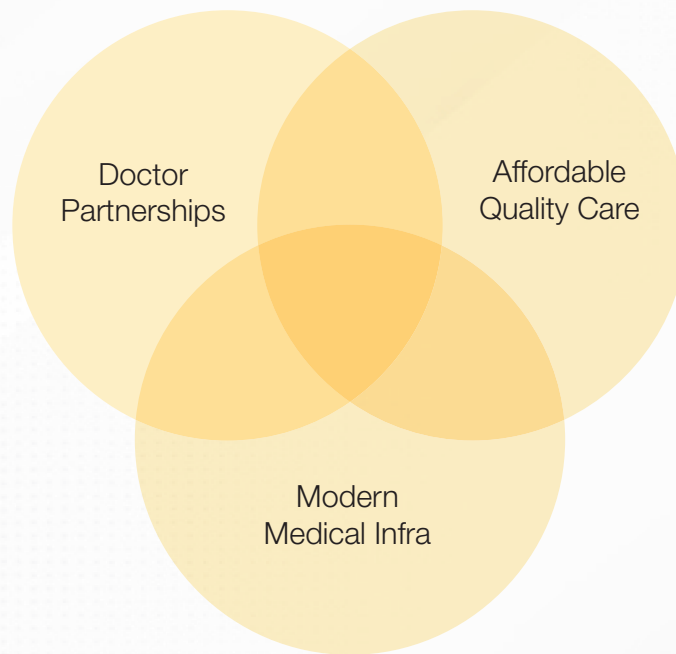 Doctor
Partnerships
Affordable
Quality Care
Modern
Medical Infra